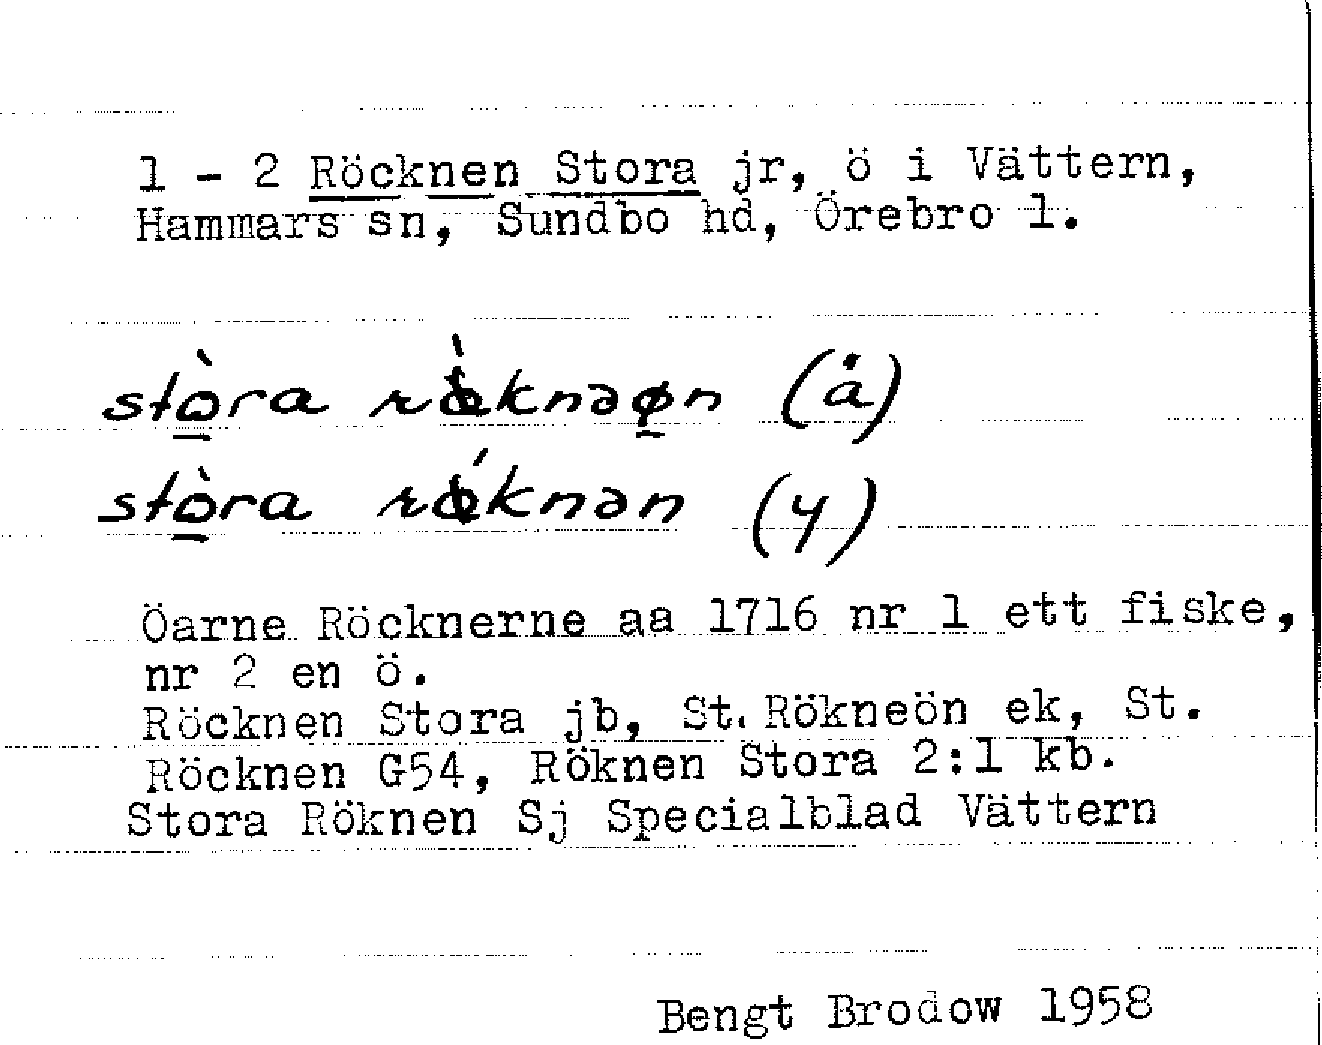 1 - 2 Röcknen Stora jr, ö i Vättern,
Hammars sn, Sundbo hd, Örebro l.
stòra (å)
stòra (y)
Öarne Röcknerne aa 1716 nr 1 ett fiske,
nr 2 en ö.
Röcknen Stora jb, St. Rökneön ek, St.
Röcknen G54, Röknen Stora 2:1 kb.
Stora Röknen Sj Specialblad Vättern
Bengt Brodow 1958